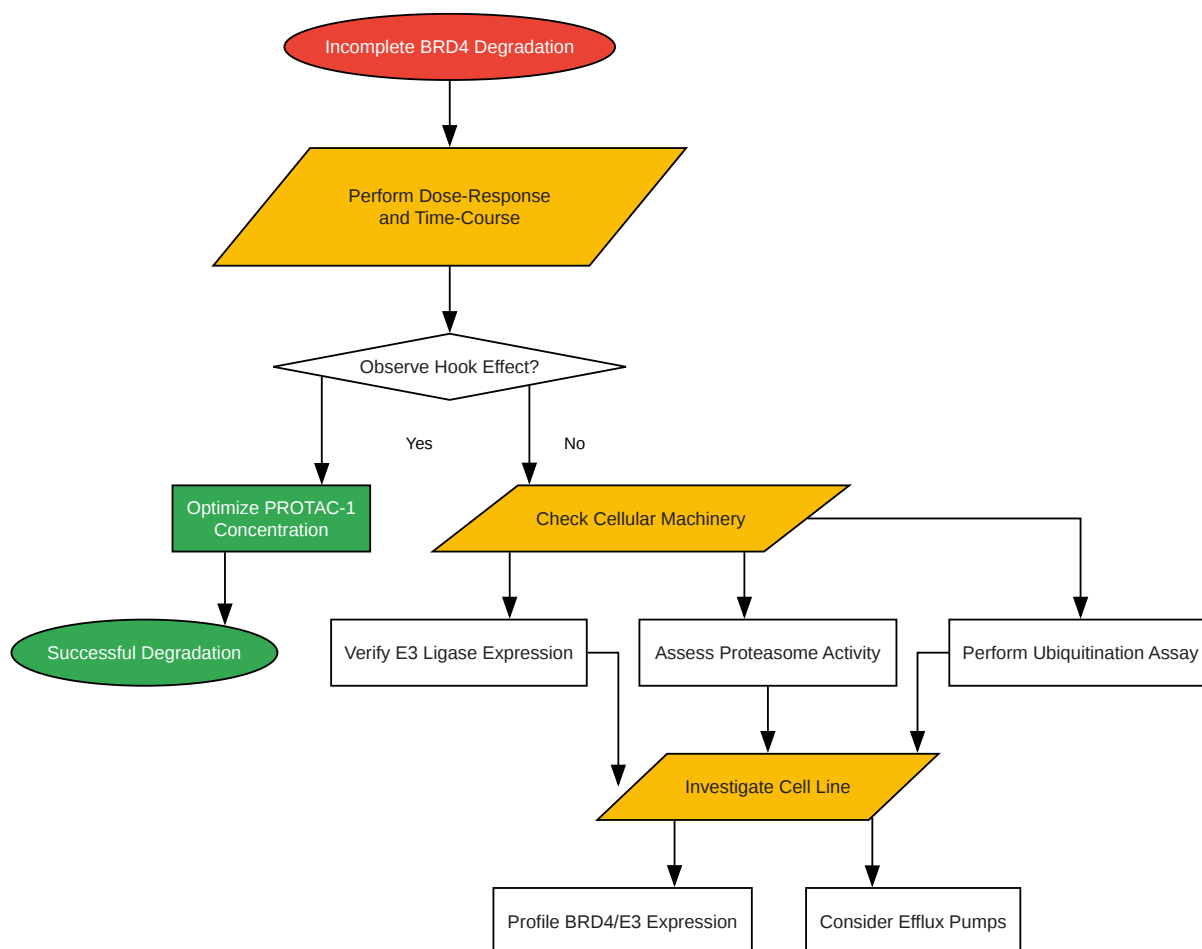 Incomplete BRD4 Degradation
Perform Dose-Response
and Time-Course
Observe Hook Effect?
Yes
No
Optimize PROTAC-1
Concentration
Check Cellular Machinery
Successful Degradation
Verify E3 Ligase Expression
Assess Proteasome Activity
Perform Ubiquitination Assay
Investigate Cell Line
Profile BRD4/E3 Expression
Consider Efflux Pumps